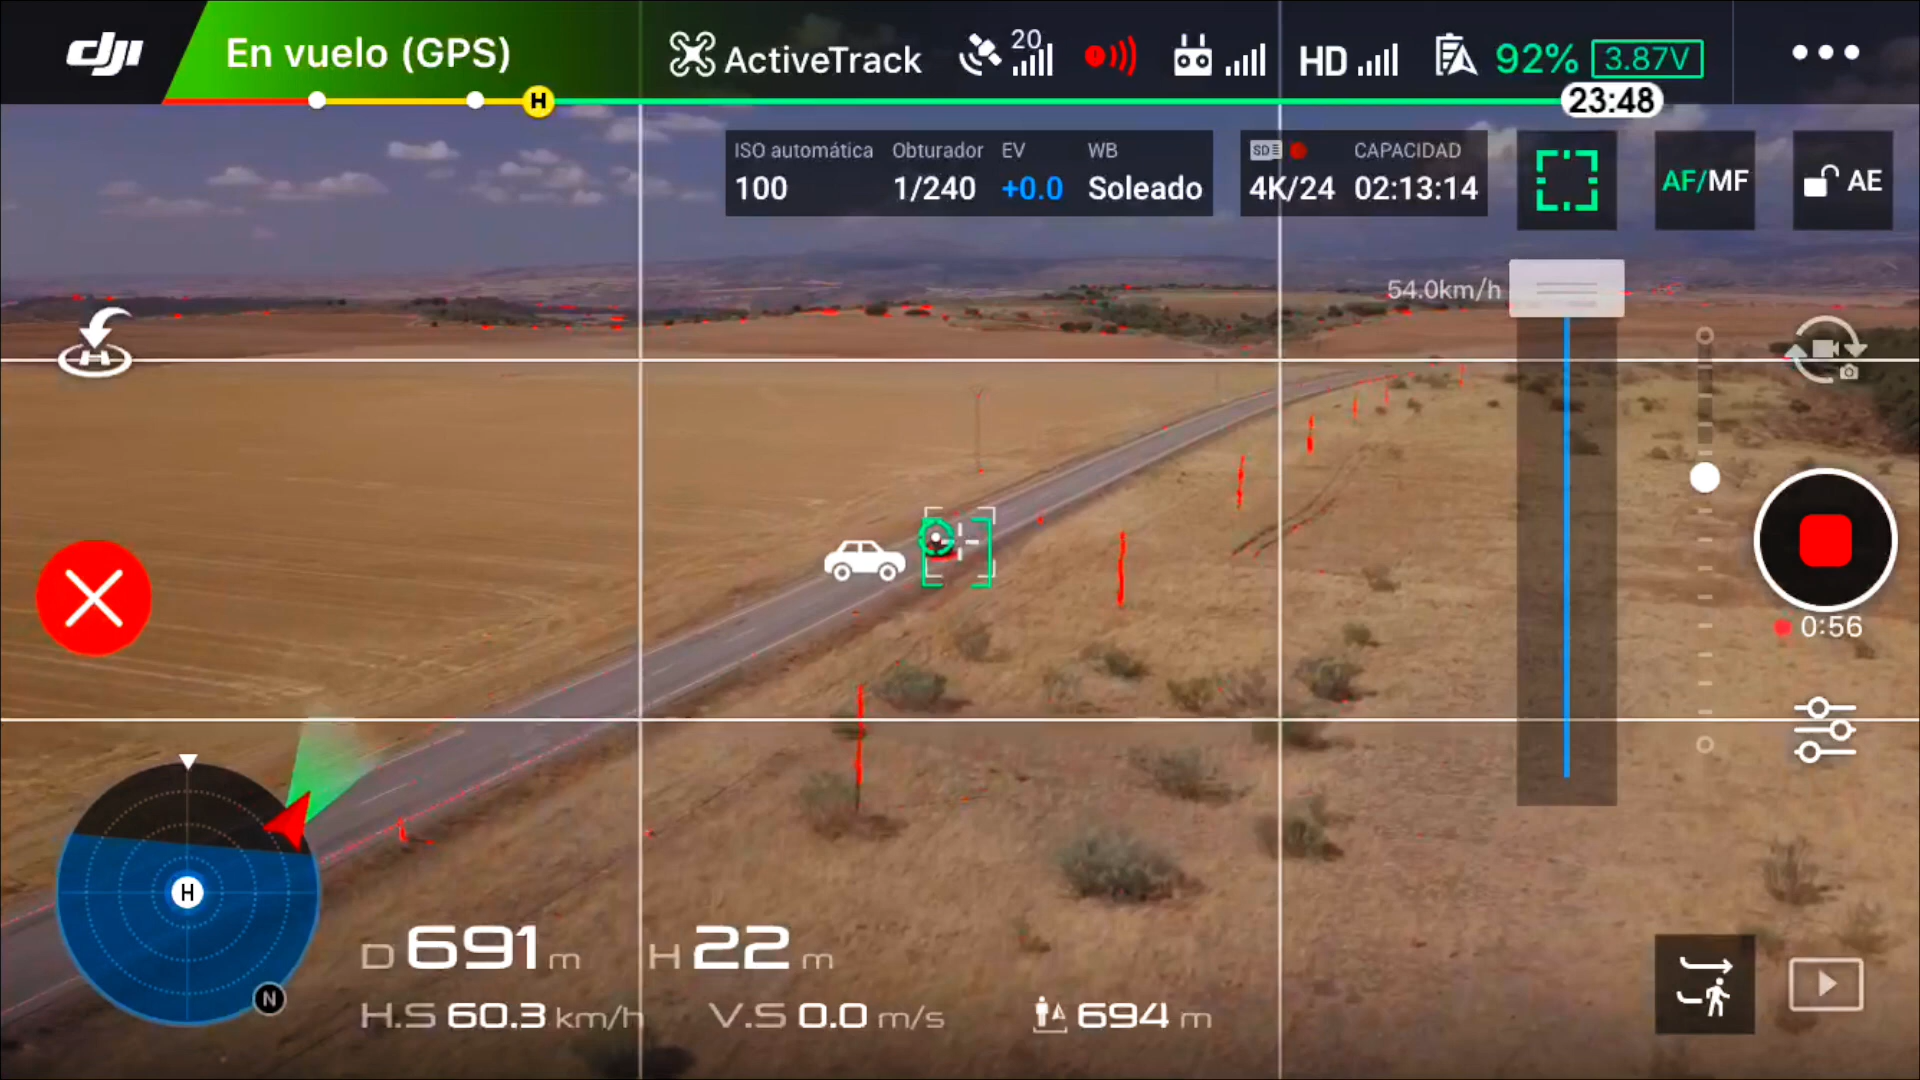 dji En vuelo (GPS) ActiveTrack 20 HD 92% 3.87V
H 23:48
ISO automática Obturador EV WB SD CAPACIDAD
100 1/240 +0.0 Soleado 4K/24 02:13:14 AF/MF AE
54.0km/h
0:56
H
N
D 691 m H 22 m
H.S 60.3 km/h V.S 0.0 m/s 694 m